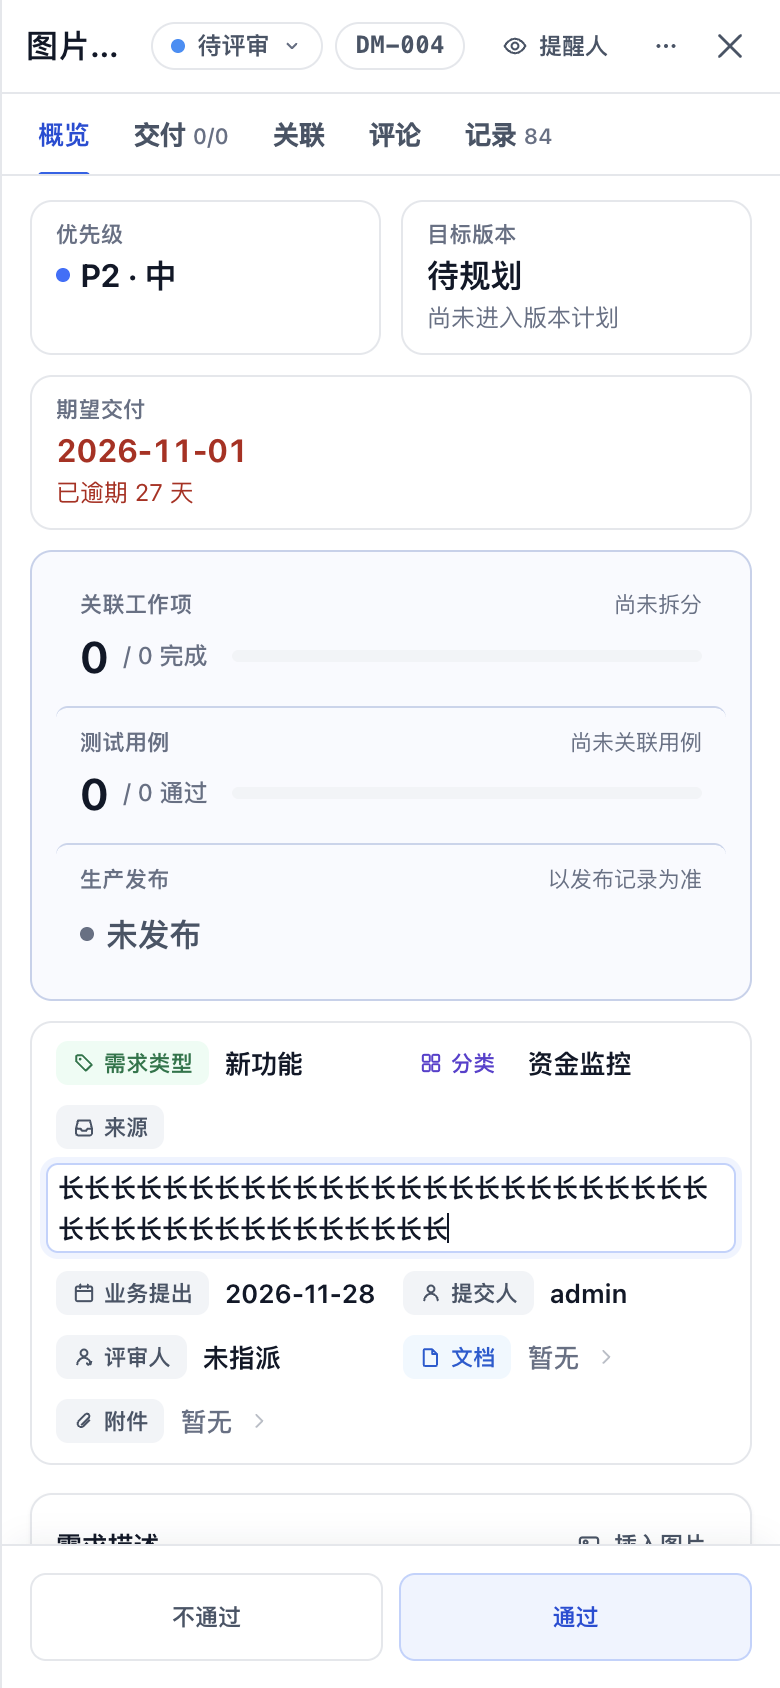 图片...
待评审
DM-004
提醒人
...
概览
交付 0/0
关联
评论
记录 84
优先级
P2 · 中
目标版本
待规划
尚未进入版本计划
期望交付
2026-11-01
已逾期 27 天
关联工作项
尚未拆分
0 / 0 完成
测试用例
尚未关联用例
0 / 0 通过
生产发布
以发布记录为准
未发布
需求类型 新功能
分类 资金监控
来源
长长长长长长长长长长长长长长长长长长长长长长长长长
长长长长长长长长长长长长长长长
业务提出 2026-11-28
提交人 admin
评审人 未指派
文档 暂无
附件 暂无
需求描述
插入图片
不通过
通过